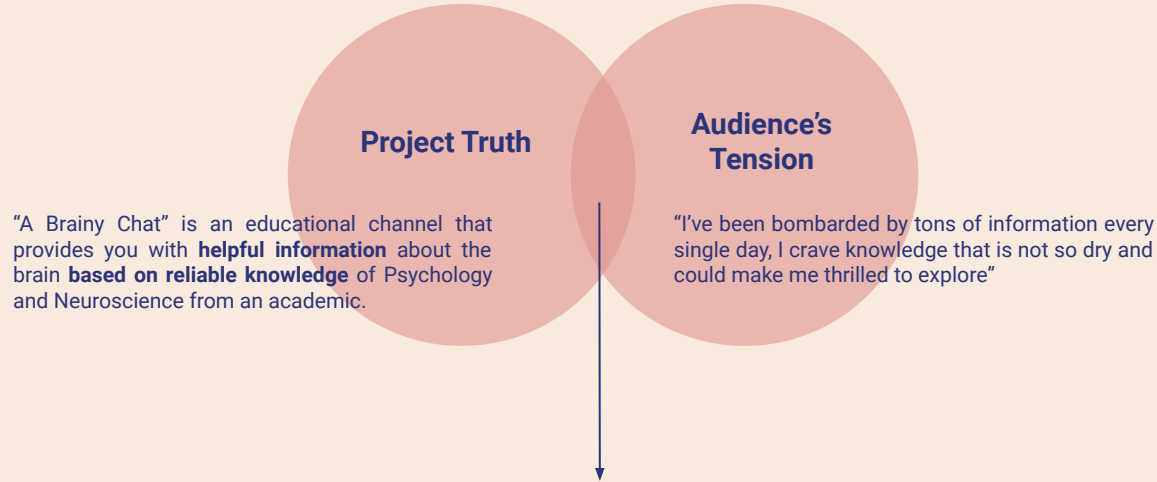 Project Truth
“A Brainy Chat” is an educational channel that
provides you with helpful information about the
brain based on reliable knowledge of Psychology
and Neuroscience from an academic.
Audience’s
Tension
“I’ve been bombarded by tons of information every
single day, I crave knowledge that is not so dry and
could make me thrilled to explore”